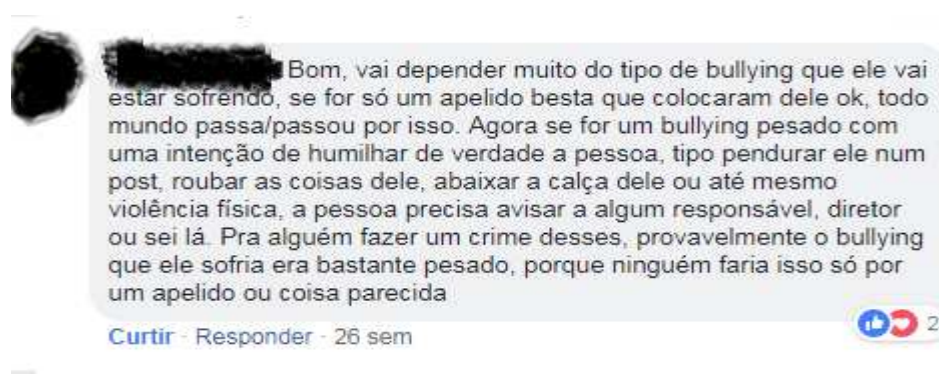 Bom, vai depender muito do tipo de bullying que ele vai
estar sofrendo, se for só um apelido besta que colocaram dele ok, todo
mundo passa/passou por isso. Agora se for um bullying pesado com
uma intenção de humilhar de verdade a pessoa, tipo pendurar ele num
post, roubar as coisas dele, abaixar a calça dele ou até mesmo
violência física, a pessoa precisa avisar a algum responsável, diretor
ou sei lá. Pra alguém fazer um crime desses, provavelmente o bullying
que ele sofria era bastante pesado, porque ninguém faria isso só por
um apelido ou coisa parecida
Curtir · Responder · 26 sem
2